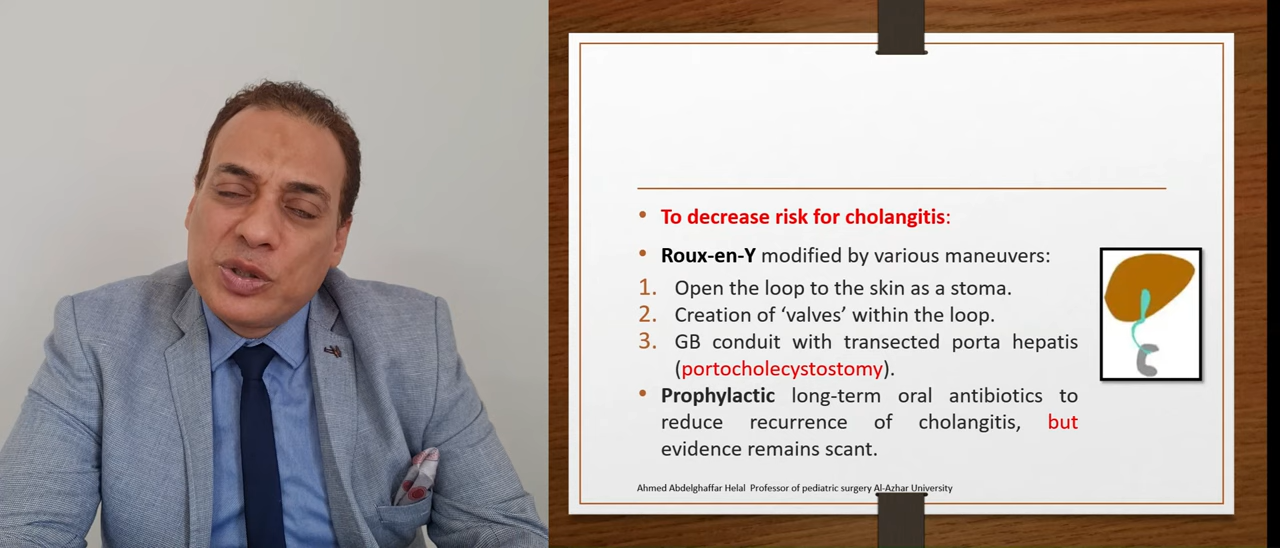 To decrease risk for cholangitis:
Roux-en-Y modified by various maneuvers:
1. Open the loop to the skin as a stoma.
2. Creation of ‘valves’ within the loop.
3. GB conduit with transected porta hepatis
(portocholecystostomy).
Prophylactic long-term oral antibiotics to
reduce recurrence of cholangitis, but
evidence remains scant.
Ahmed Abdelghaffar Helal Professor of pediatric surgery Al-Azhar University